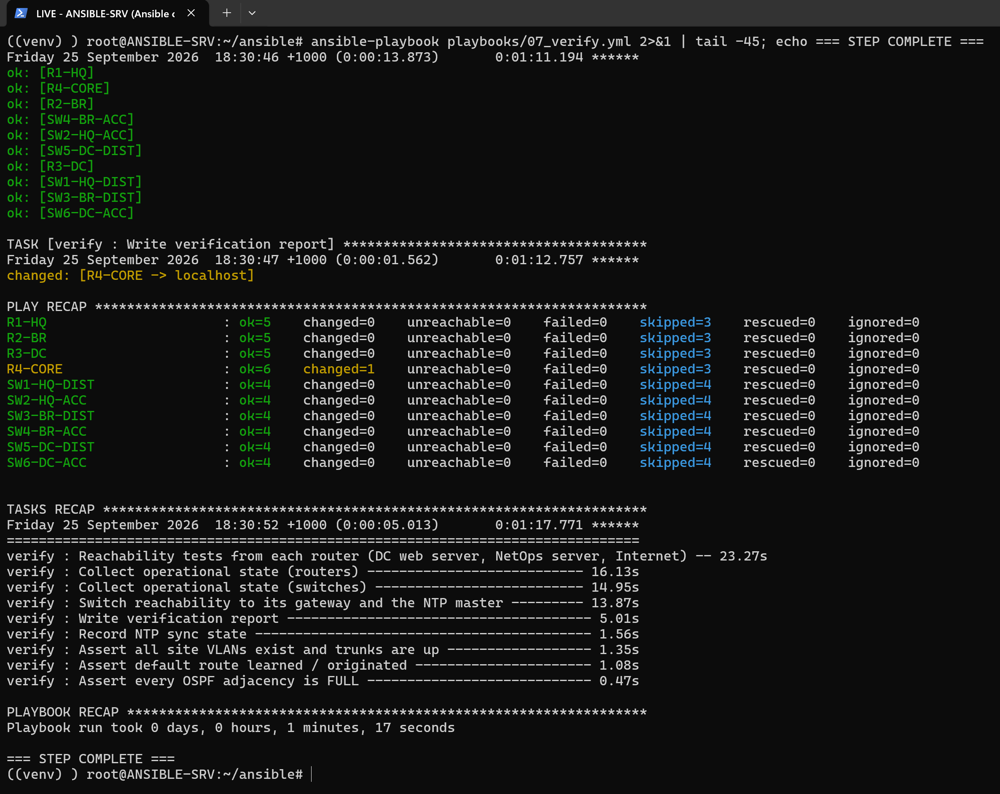 LIVE - ANSIBLE-SRV (Ansible c
((venv) ) root@ANSIBLE-SRV:~/ansible# ansible-playbook playbooks/07_verify.yml 2>&1 | tail -45; echo === STEP COMPLETE ===
Friday 25 September 2026  18:30:46 +1000 (0:00:13.873)       0:01:11.194 ******
ok: [R1-HQ]
ok: [R4-CORE]
ok: [R2-BR]
ok: [SW4-BR-ACC]
ok: [SW2-HQ-ACC]
ok: [SW5-DC-DIST]
ok: [R3-DC]
ok: [SW1-HQ-DIST]
ok: [SW3-BR-DIST]
ok: [SW6-DC-ACC]
TASK [verify : Write verification report] **************************************
Friday 25 September 2026  18:30:47 +1000 (0:00:01.562)       0:01:12.757 ******
changed: [R4-CORE -> localhost]
PLAY RECAP *********************************************************************
R1-HQ                      : ok=5    changed=0    unreachable=0    failed=0    skipped=3    rescued=0    ignored=0
R2-BR                      : ok=5    changed=0    unreachable=0    failed=0    skipped=3    rescued=0    ignored=0
R3-DC                      : ok=5    changed=0    unreachable=0    failed=0    skipped=3    rescued=0    ignored=0
R4-CORE                    : ok=6    changed=1    unreachable=0    failed=0    skipped=3    rescued=0    ignored=0
SW1-HQ-DIST                : ok=4    changed=0    unreachable=0    failed=0    skipped=4    rescued=0    ignored=0
SW2-HQ-ACC                 : ok=4    changed=0    unreachable=0    failed=0    skipped=4    rescued=0    ignored=0
SW3-BR-DIST                : ok=4    changed=0    unreachable=0    failed=0    skipped=4    rescued=0    ignored=0
SW4-BR-ACC                 : ok=4    changed=0    unreachable=0    failed=0    skipped=4    rescued=0    ignored=0
SW5-DC-DIST                : ok=4    changed=0    unreachable=0    failed=0    skipped=4    rescued=0    ignored=0
SW6-DC-ACC                 : ok=4    changed=0    unreachable=0    failed=0    skipped=4    rescued=0    ignored=0
TASKS RECAP ********************************************************************
Friday 25 September 2026  18:30:52 +1000 (0:00:05.013)       0:01:17.771 ******
===============================================================================
verify : Reachability tests from each router (DC web server, NetOps server, Internet) -- 23.27s
verify : Collect operational state (routers) --------------------------- 16.13s
verify : Collect operational state (switches) -------------------------- 14.95s
verify : Switch reachability to its gateway and the NTP master --------- 13.87s
verify : Write verification report -------------------------------------- 5.01s
verify : Record NTP sync state ------------------------------------------ 1.56s
verify : Assert all site VLANs exist and trunks are up ------------------ 1.35s
verify : Assert default route learned / originated ---------------------- 1.08s
verify : Assert every OSPF adjacency is FULL ---------------------------- 0.47s
PLAYBOOK RECAP *****************************************************************
Playbook run took 0 days, 0 hours, 1 minutes, 17 seconds
=== STEP COMPLETE ===
((venv) ) root@ANSIBLE-SRV:~/ansible#